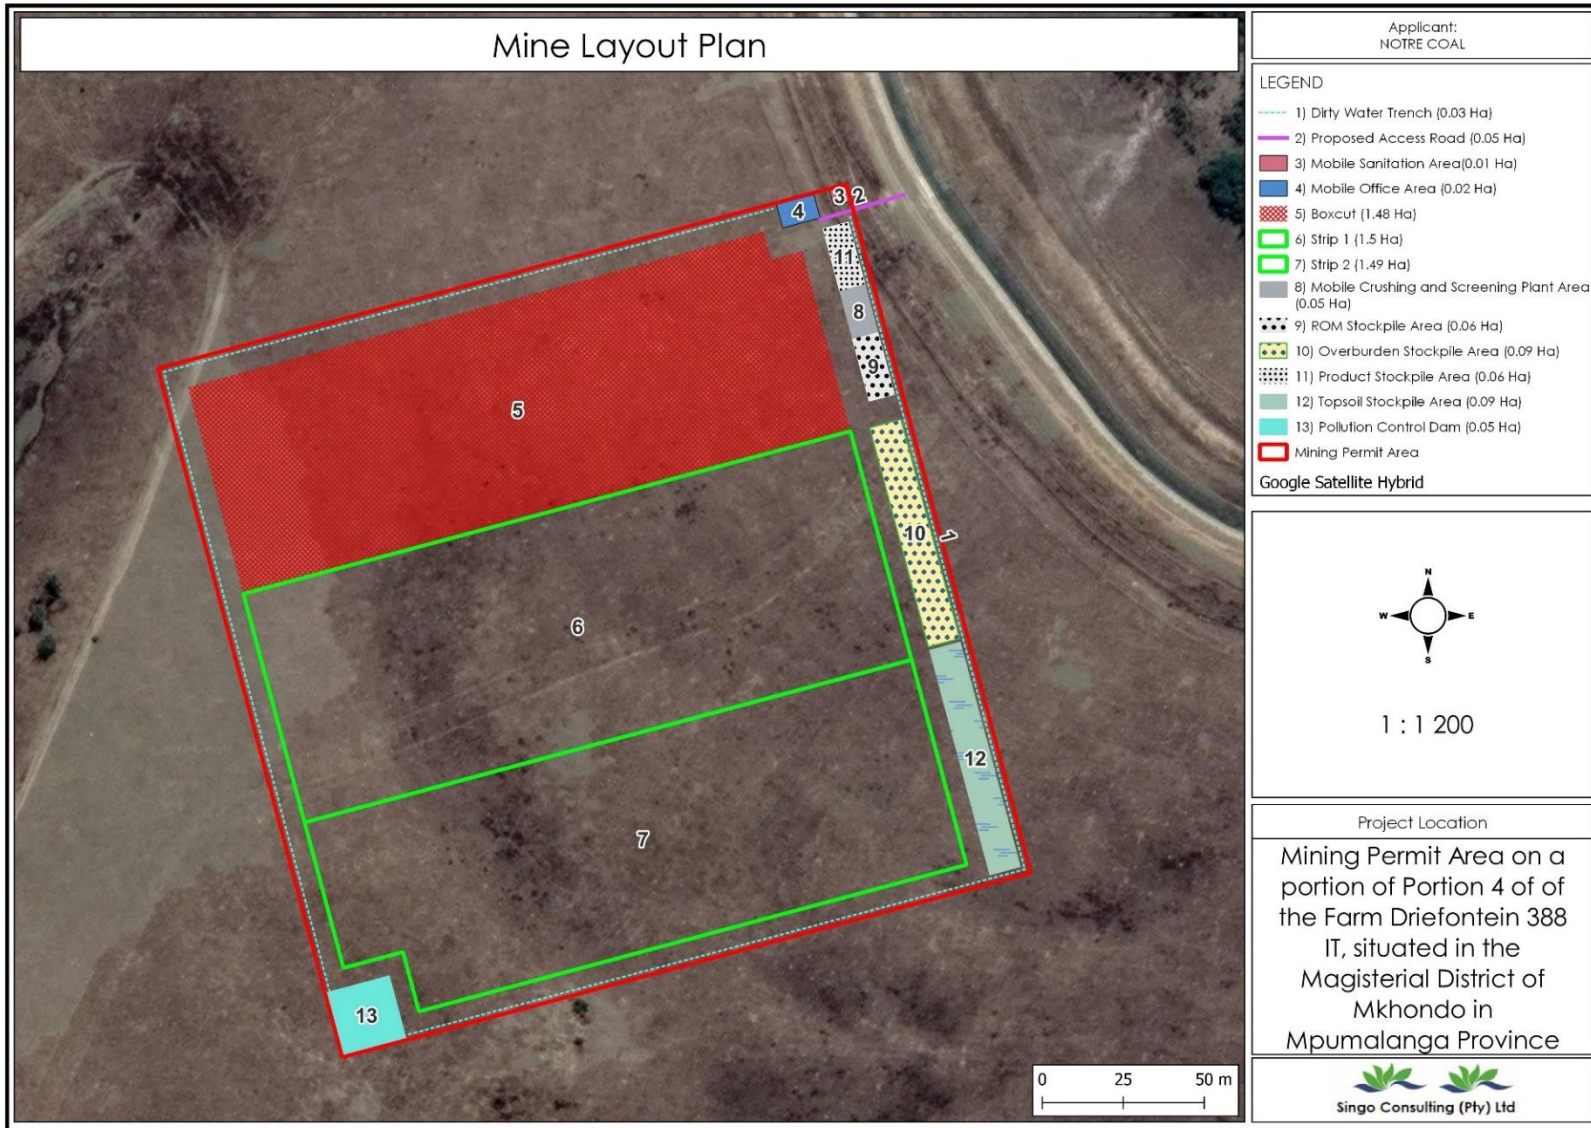 Mine Layout Plan
Applicant:
NOTRE COAL
LEGEND
1) Dirty Water Trench (0.03 Ha)
2) Proposed Access Road (0.05 Ha)
3) Mobile Sanitation Area(0.01 Ha)
4) Mobile Office Area (0.02 Ha)
5) Boxcut (1.48 Ha)
6) Strip 1 (1.5 Ha)
7) Strip 2 (1.49 Ha)
8) Mobile Crushing and Screening Plant Area
(0.05 Ha)
9) ROM Stockpile Area (0.06 Ha)
10) Overburden Stockpile Area (0.09 Ha)
11) Product Stockpile Area (0.06 Ha)
12) Topsoil Stockpile Area (0.09 Ha)
13) Pollution Control Dam (0.05 Ha)
Mining Permit Area
Google Satellite Hybrid
3 2
4
11
8
9
5
10 1
6
12
7
13
0 25 50 m
N
W E
S
1 : 1 200
Project Location
Mining Permit Area on a
portion of Portion 4 of of
the Farm Driefontein 388
IT, situated in the
Magisterial District of
Mkhondo in
Mpumalanga Province
Singo Consulting (Pty) Ltd